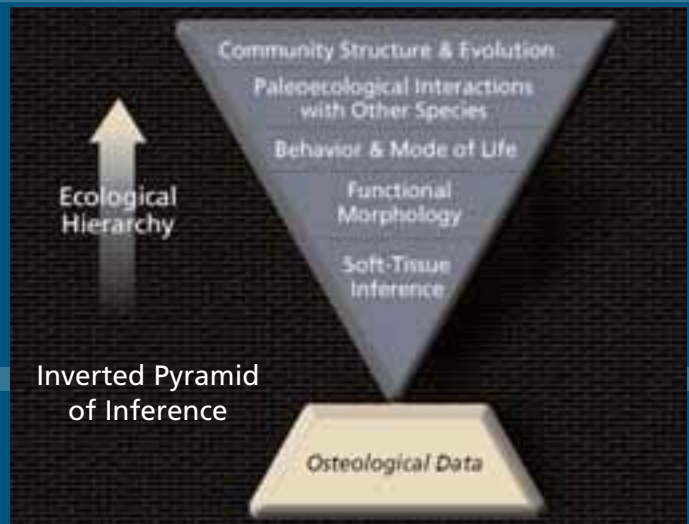 Community Structure & Evolution
Paleoecological Interactions
with Other Species
Behavior & Mode of Life
Functional
Morphology
Soft-Tissue
Inference
Ecological
Hierarchy
Inverted Pyramid
of Inference
Osteological Data